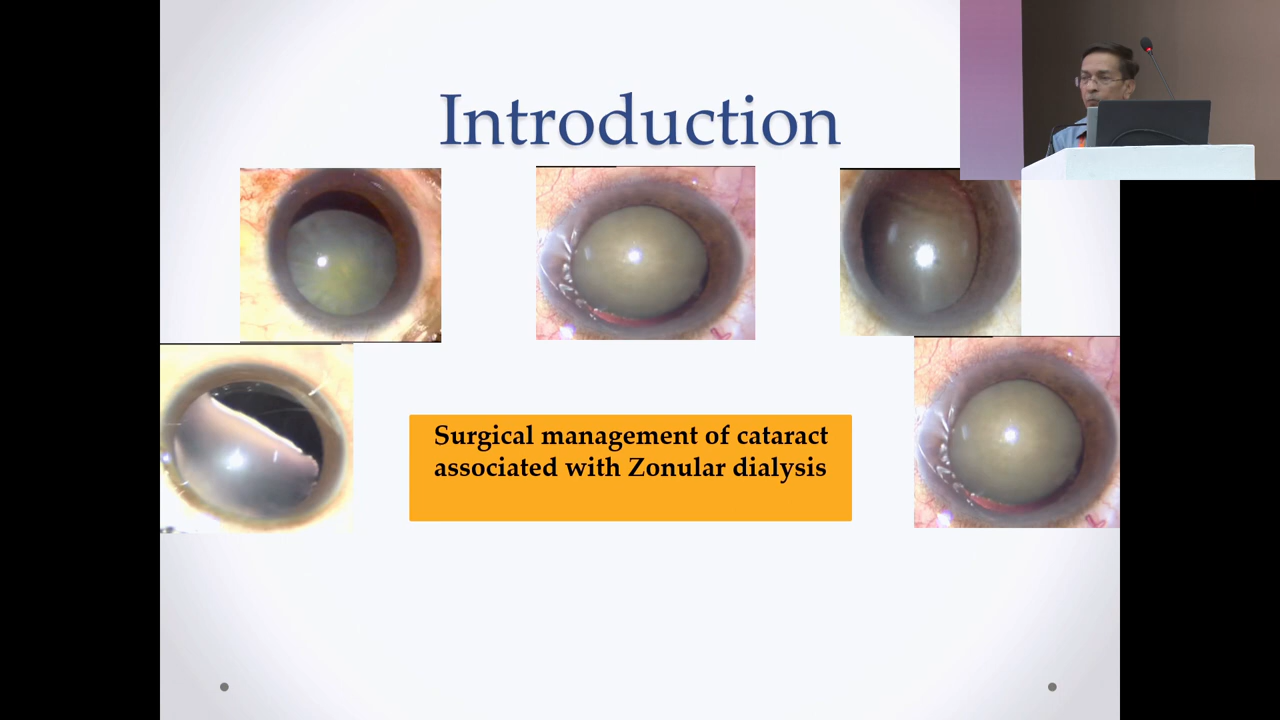 Introduction
Surgical management of cataract
associated with Zonular dialysis
L
L